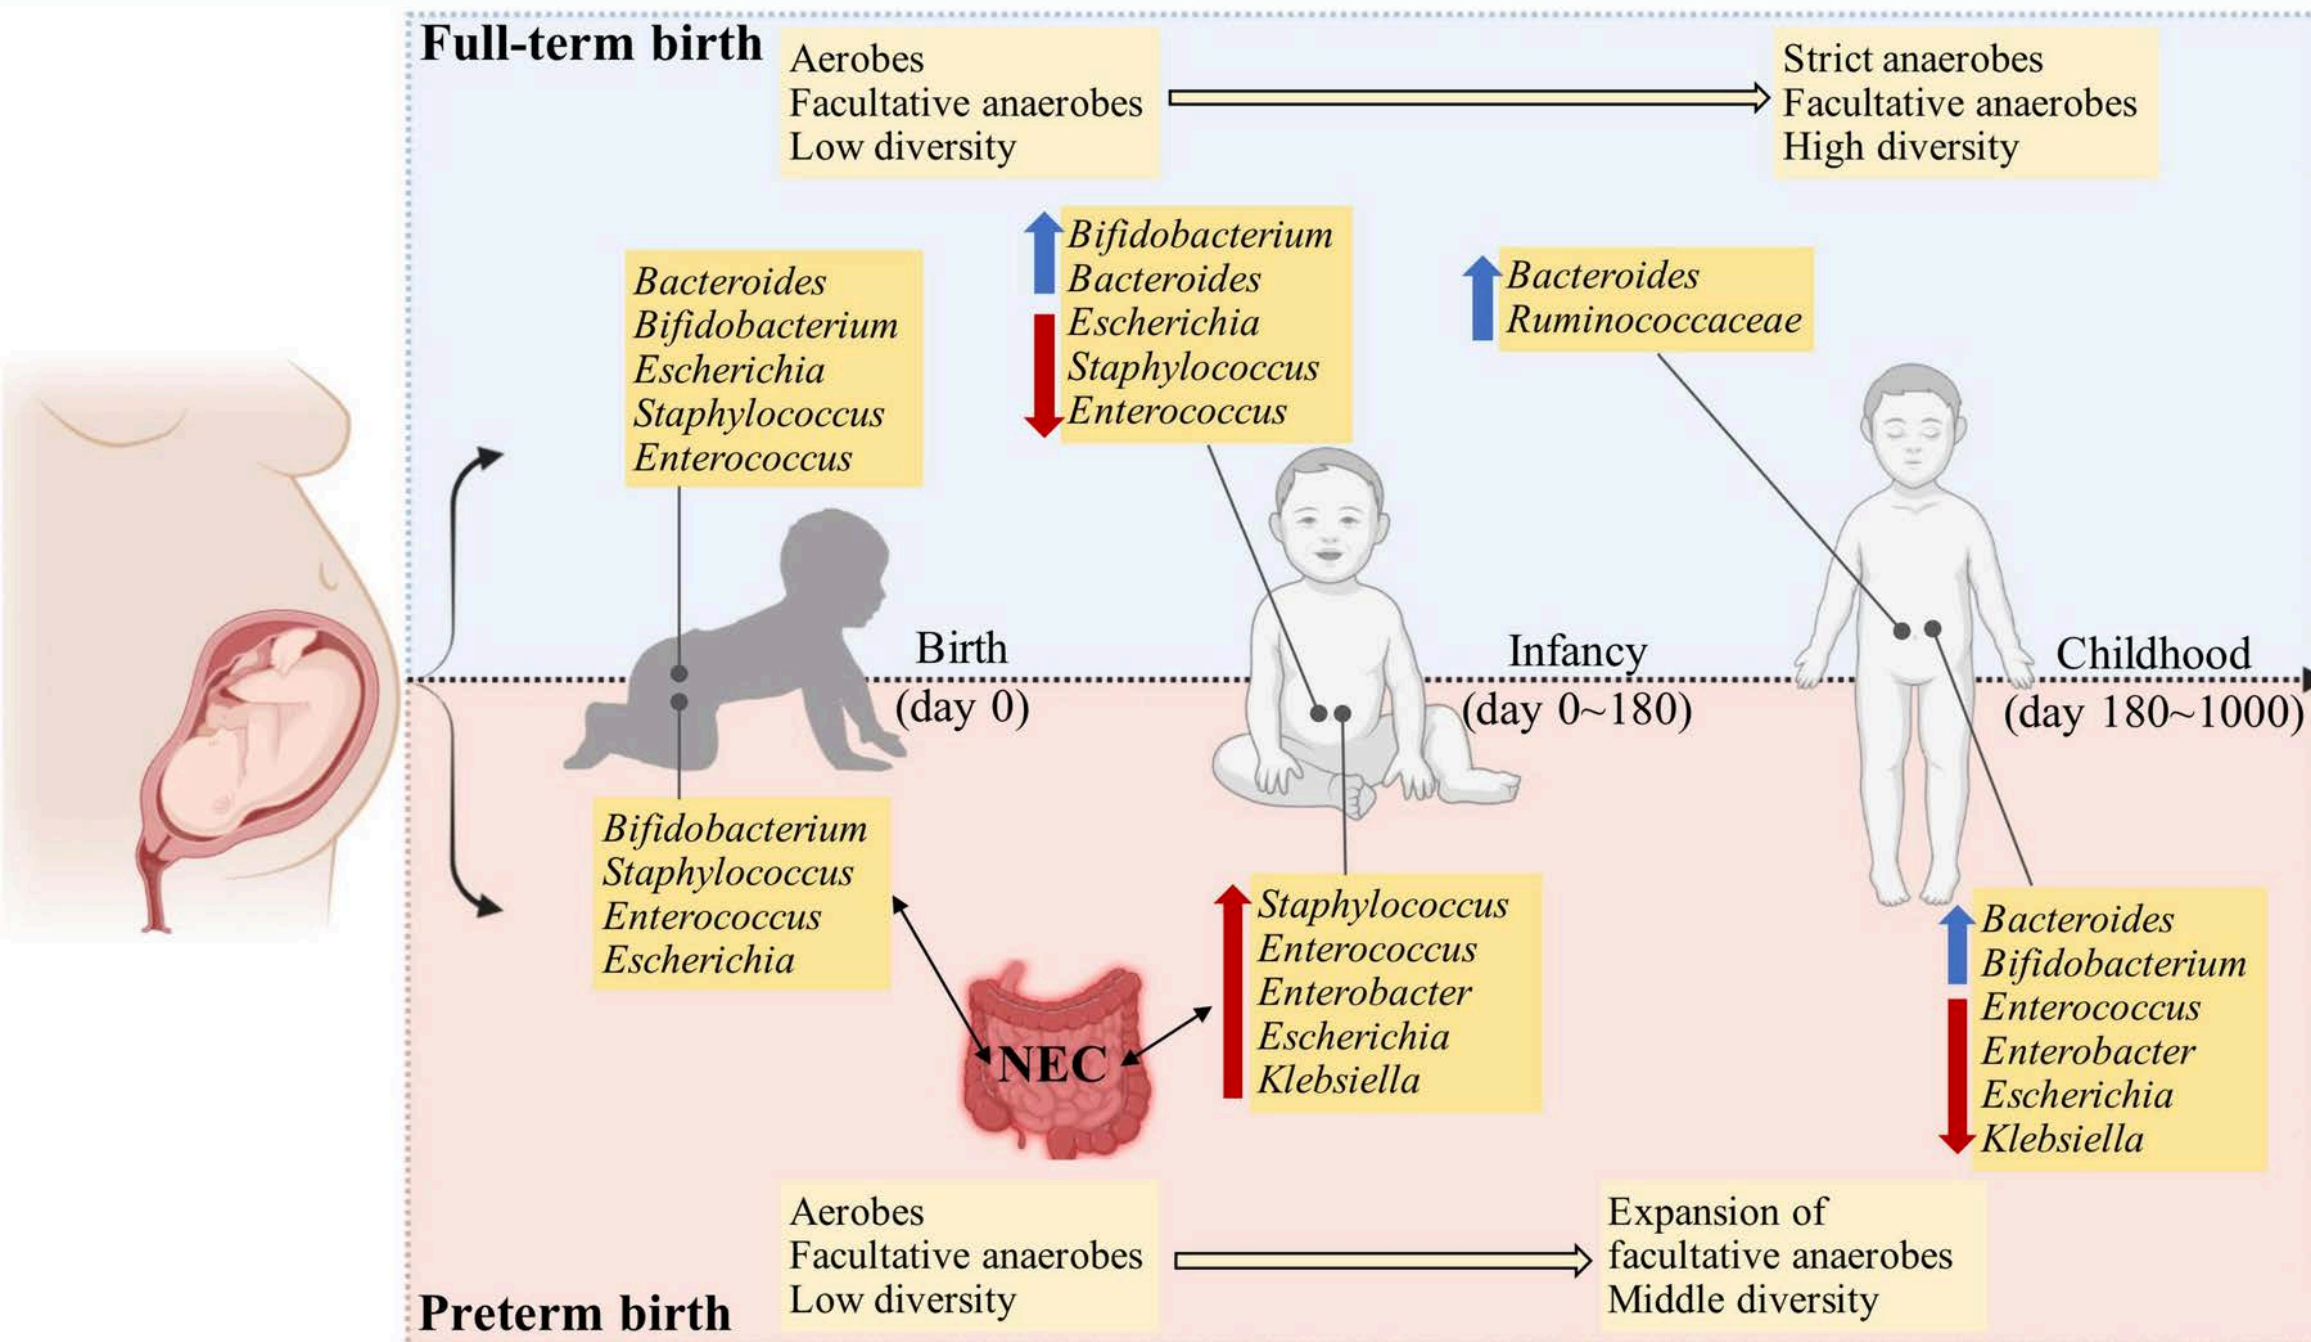 Full-term birth
Aerobes
Facultative anaerobes
Low diversity
Strict anaerobes
Facultative anaerobes
High diversity
Bacteroides
Bifidobacterium
Escherichia
Staphylococcus
Enterococcus
Bifidobacterium
Bacteroides
Escherichia
Staphylococcus
Enterococcus
Bacteroides
Ruminococcaceae
Birth
(day 0)
Infancy
(day 0~180)
Childhood
(day 180~1000)
Bifidobacterium
Staphylococcus
Enterococcus
Escherichia
NEC
Staphylococcus
Enterococcus
Enterobacter
Escherichia
Klebsiella
Bacteroides
Bifidobacterium
Enterococcus
Enterobacter
Escherichia
Klebsiella
Aerobes
Facultative anaerobes
Low diversity
Expansion of
facultative anaerobes
Middle diversity
Preterm birth